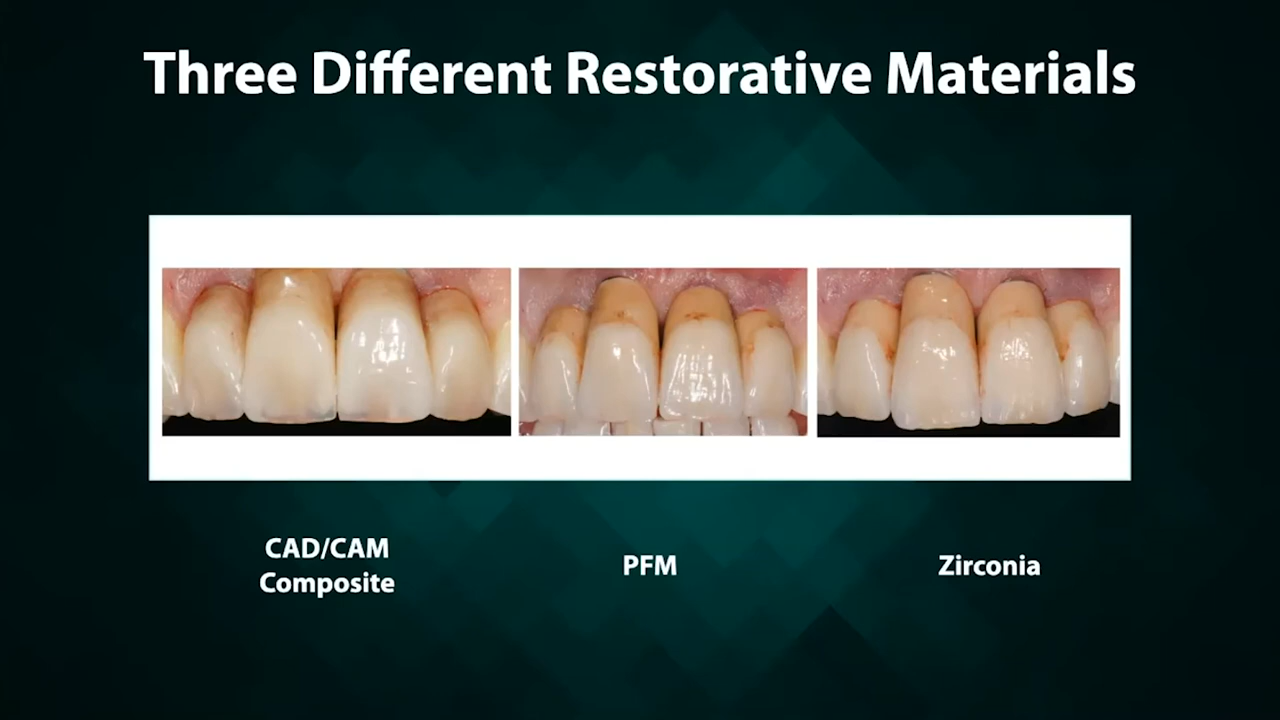 Three Different Restorative Materials
CAD/CAM
Composite
PFM
Zirconia